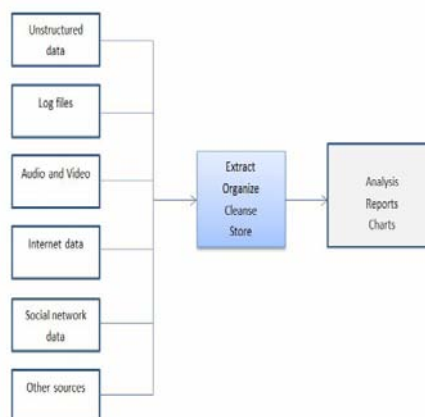 Unstructured
data
Log files
Audio and Video
Internet data
Social network
data
Other sources
Extract
Organize
Cleanse
Store
Analysis
Reports
Charts